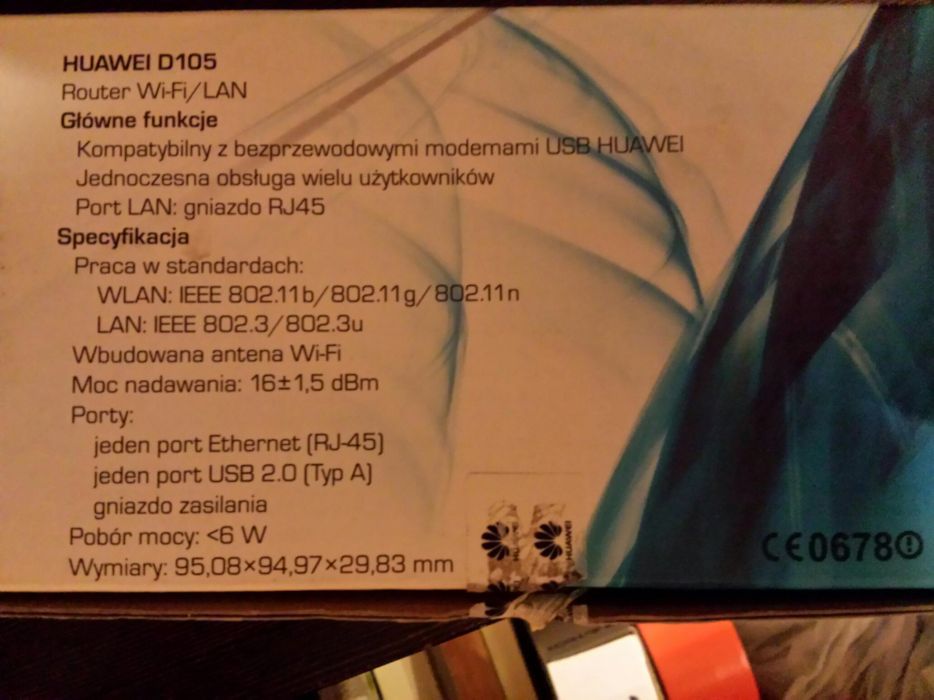 HUAWEI D105
Router Wi-Fi/LAN
Główne funkcje
Kompatybilny z bezprzewodowymi modemami USB HUAWEI
Jednoczesna obsługa wielu użytkowników
Port LAN: gniazdo RJ45
Specyfikacja
Praca w standardach:
WLAN: IEEE 802.11b/802.11g/802.11n
LAN: IEEE 802.3/802.3u
Wbudowana antena Wi-Fi
Moc nadawania: 16±1,5 dBm
Porty:
jeden port Ethernet (RJ-45)
jeden port USB 2.0 (Typ A)
gniazdo zasilania
Pobór mocy: <6 W
Wymiary: 95,08×94,97×29,83 mm
HUAWEI
CE0678